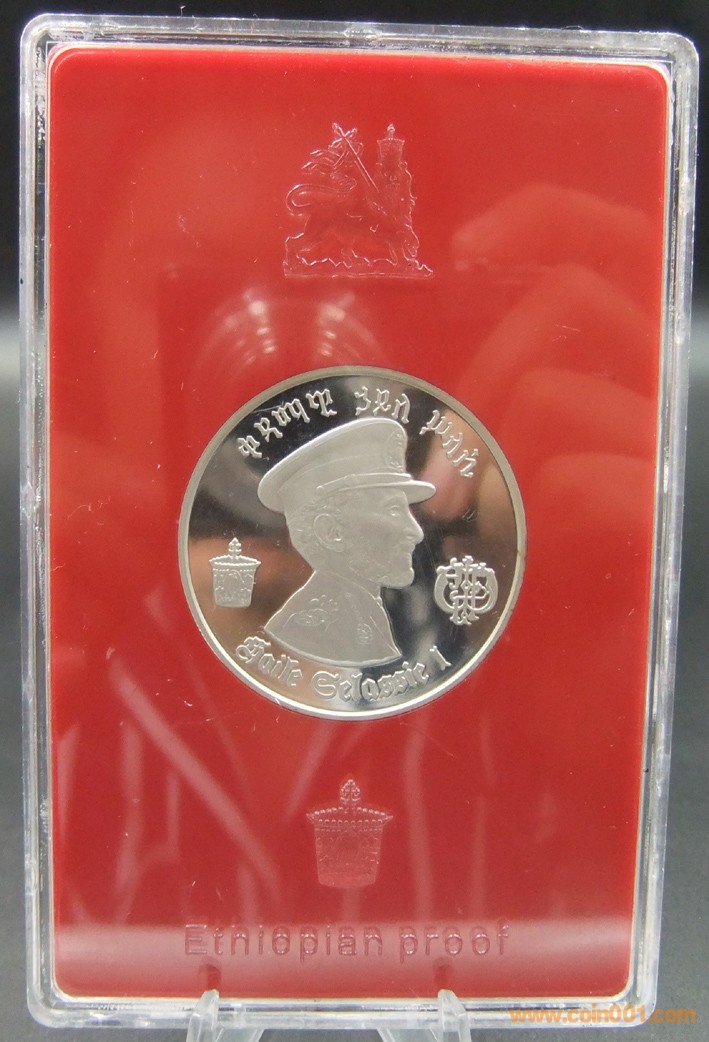 ቀዳማዊ ኃይለ ሥላሴ
Haile Selassie I
Ethiopian proof
www.coin001.com